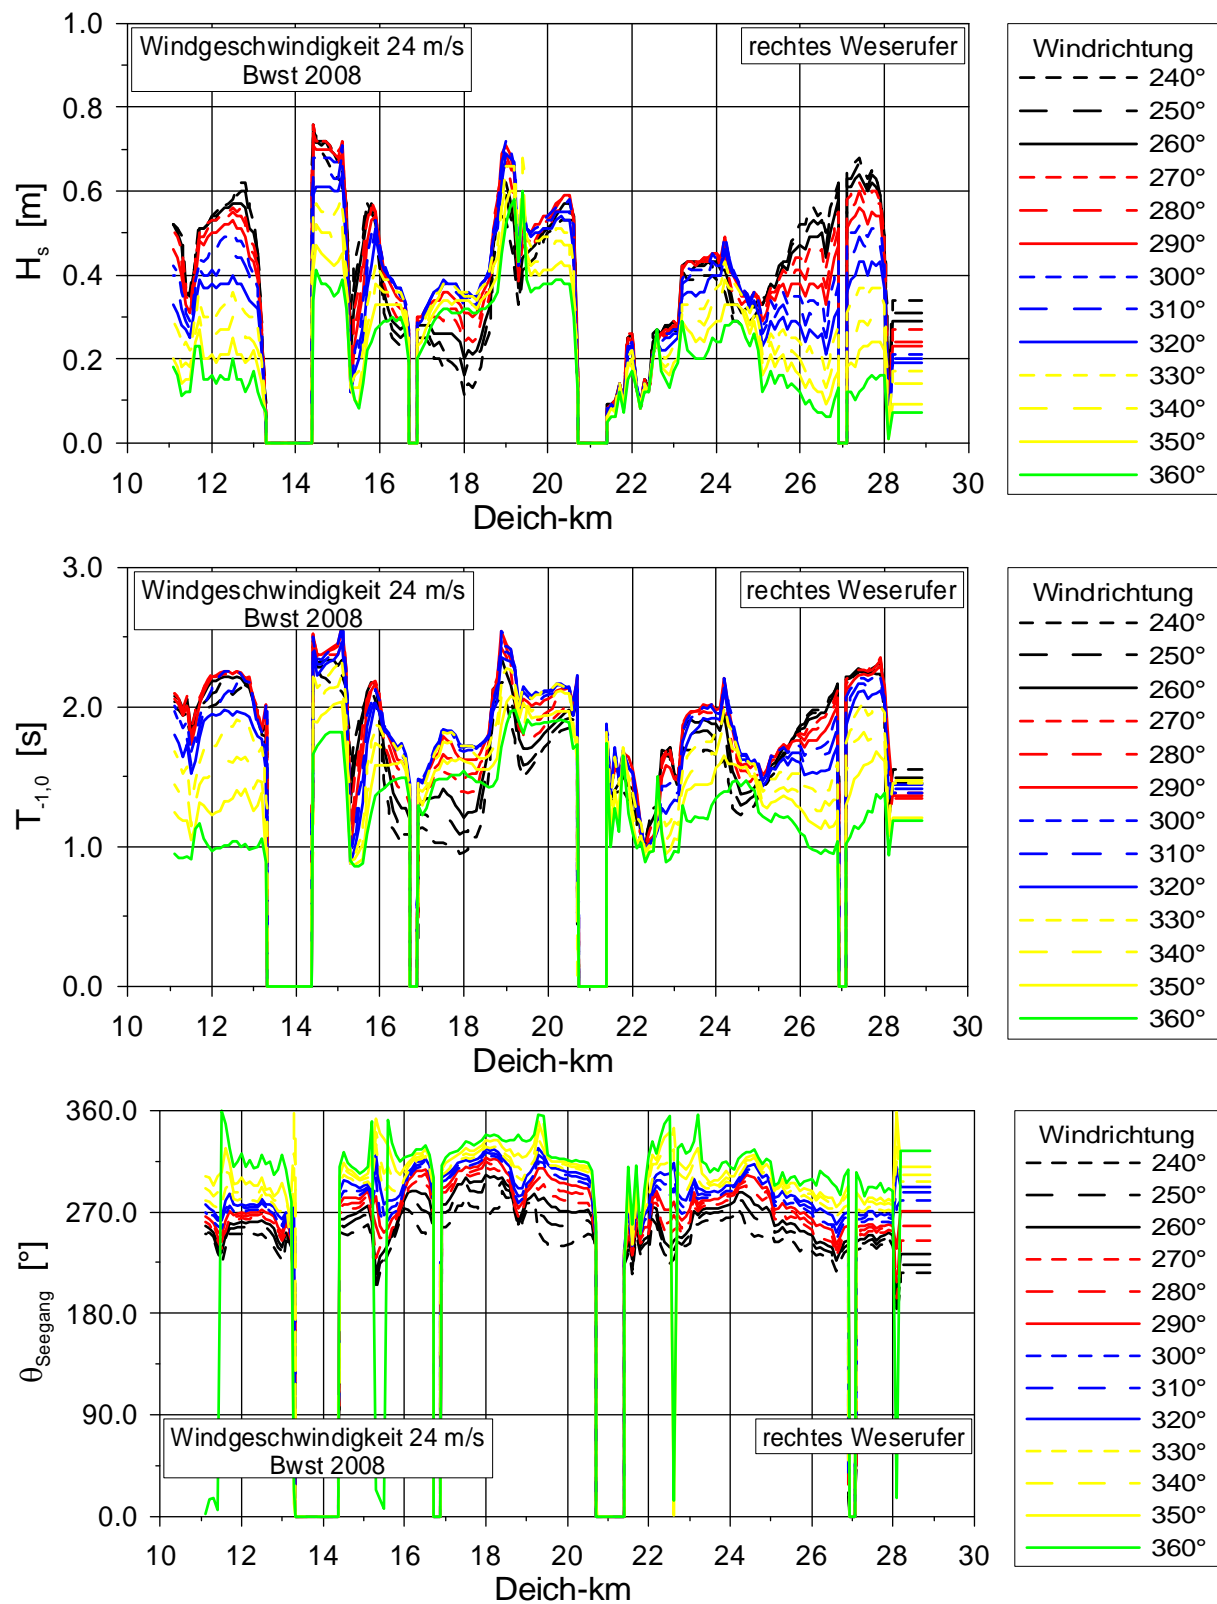 Windgeschwindigkeit 24 m/s
Bwst 2008
rechtes Weserufer
1.0
0.8
0.6
0.4
0.2
0.0
H_s [m]
10 12 14 16 18 20 22 24 26 28 30
Deich-km
Windrichtung
240°
250°
260°
270°
280°
290°
300°
310°
320°
330°
340°
350°
360°
Windgeschwindigkeit 24 m/s
Bwst 2008
rechtes Weserufer
3.0
2.0
1.0
0.0
T_-1,0 [s]
10 12 14 16 18 20 22 24 26 28 30
Deich-km
Windrichtung
240°
250°
260°
270°
280°
290°
300°
310°
320°
330°
340°
350°
360°
360.0
270.0
180.0
90.0
0.0
θ_Seegang [°]
Windgeschwindigkeit 24 m/s
Bwst 2008
rechtes Weserufer
10 12 14 16 18 20 22 24 26 28 30
Deich-km
Windrichtung
240°
250°
260°
270°
280°
290°
300°
310°
320°
330°
340°
350°
360°